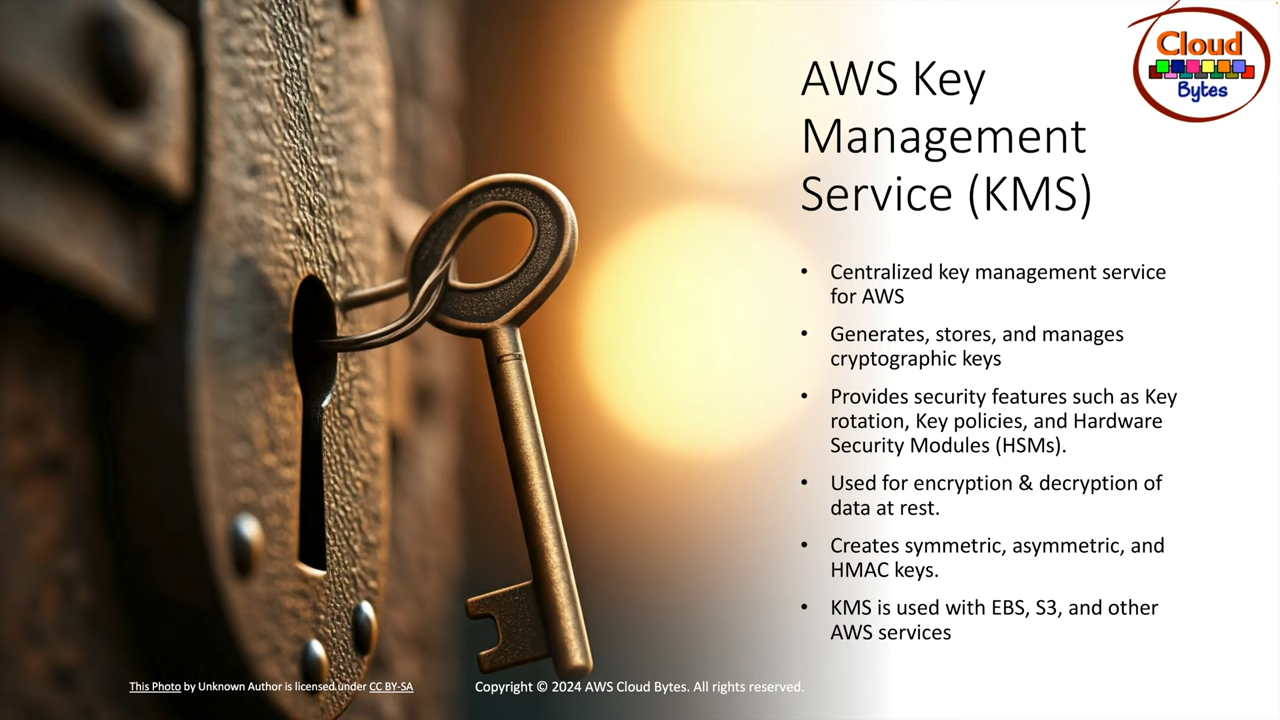 Cloud
Bytes
AWS Key
Management
Service (KMS)
• Centralized key management service
for AWS
• Generates, stores, and manages
cryptographic keys
• Provides security features such as Key
rotation, Key policies, and Hardware
Security Modules (HSMs).
• Used for encryption & decryption of
data at rest.
• Creates symmetric, asymmetric, and
HMAC keys.
• KMS is used with EBS, S3, and other
AWS services
This Photo by Unknown Author is licensed under CC BY-SA
Copyright © 2024 AWS Cloud Bytes. All rights reserved.